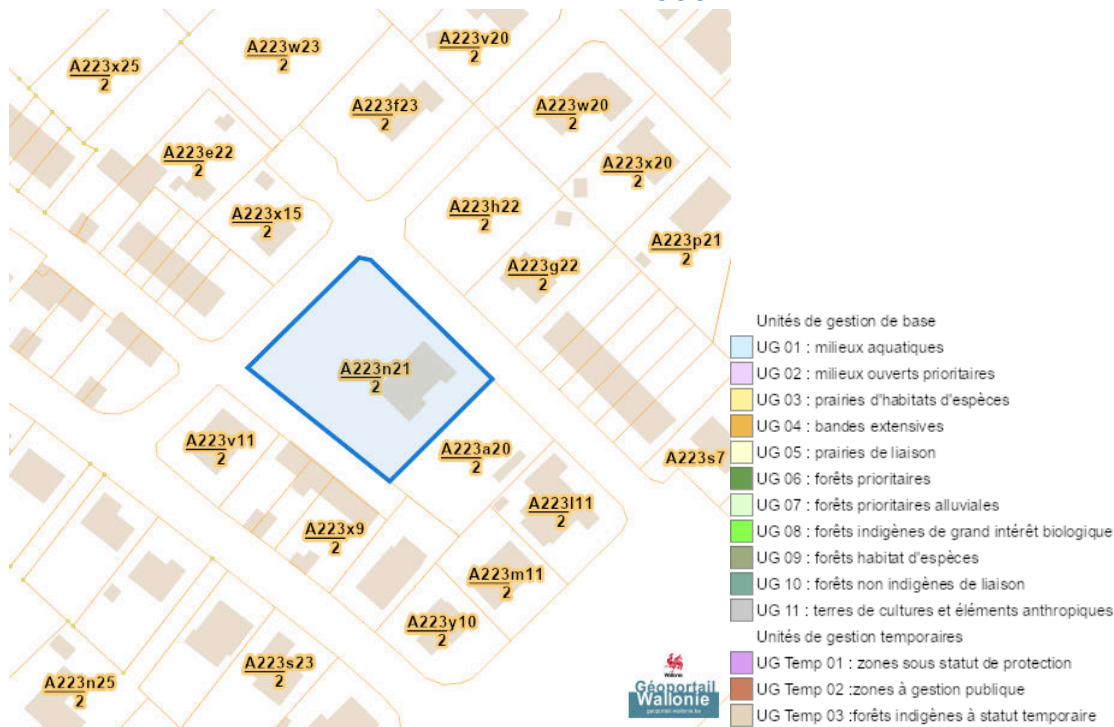 A223v20
2
A223w23
2
A223x25
2
A223f23
2
A223w20
2
A223e22
2
A223x20
2
A223x15
2
A223h22
2
A223p21
2
A223g22
2
A223n21
2
A223v11
2
A223a20
2
A223s7
A223l11
2
A223x9
2
A223m11
2
A223y10
2
A223s23
2
A223n25
2
Unités de gestion de base
UG 01 : milieux aquatiques
UG 02 : milieux ouverts prioritaires
UG 03 : prairies d'habitats d'espèces
UG 04 : bandes extensives
UG 05 : prairies de liaison
UG 06 : forêts prioritaires
UG 07 : forêts prioritaires alluviales
UG 08 : forêts indigènes de grand intérêt biologique
UG 09 : forêts habitat d'espèces
UG 10 : forêts non indigènes de liaison
UG 11 : terres de cultures et éléments anthropiques
Unités de gestion temporaires
UG Temp 01 : zones sous statut de protection
UG Temp 02 :zones à gestion publique
UG Temp 03 :forêts indigènes à statut temporaire
Wallonie
Géoportail
Wallonie
geoportail.wallonie.be